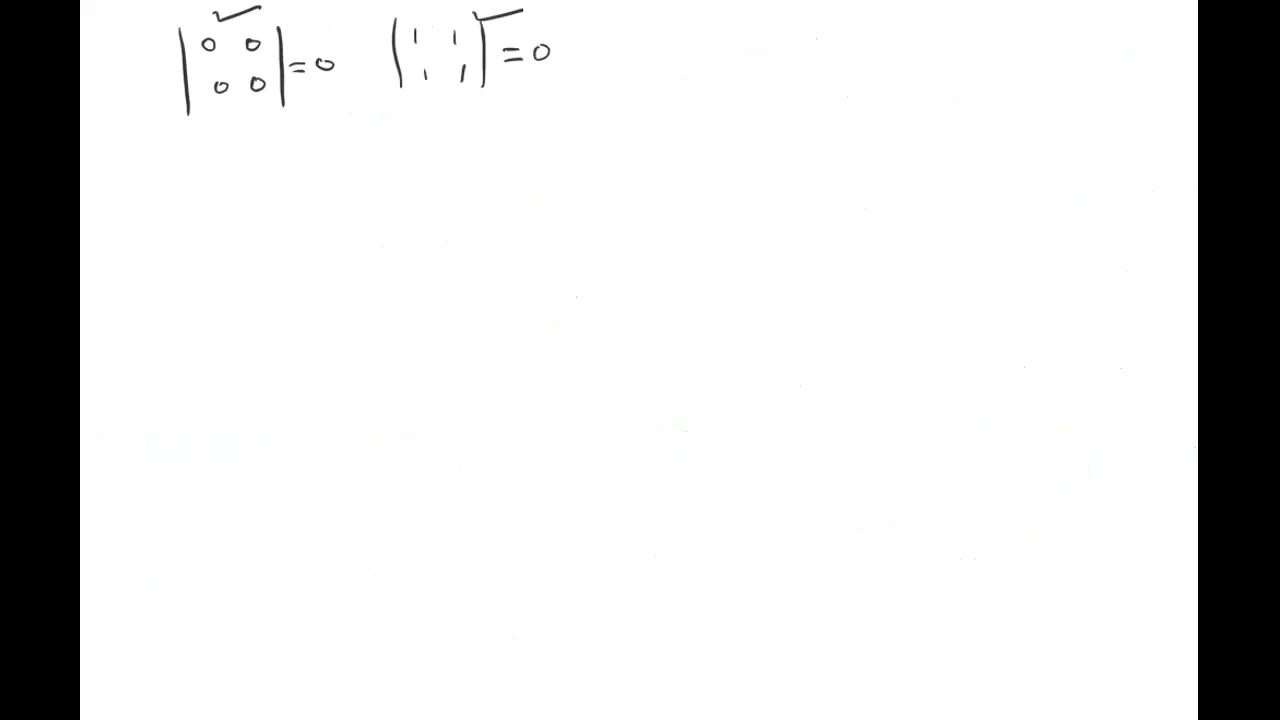 |0 0| = 0 |1 1| = 0
|0 0| |1 1|